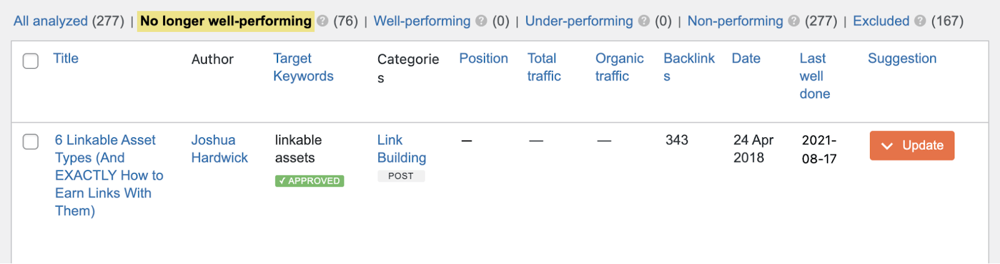 All analyzed (277) | No longer well-performing ? (76) | Well-performing ? (0) | Under-performing ? (0) | Non-performing ? (277) | Excluded ? (167)
Title Author Target Keywords Categories Position Total traffic Organic traffic Backlinks Date Last well done Suggestion
6 Linkable Asset
Types (And
EXACTLY How to
Earn Links With
Them)
Joshua
Hardwick
linkable
assets
✓ APPROVED
Link
Building
POST
—
—
—
343
24 Apr
2018
2021-
08-17
Update